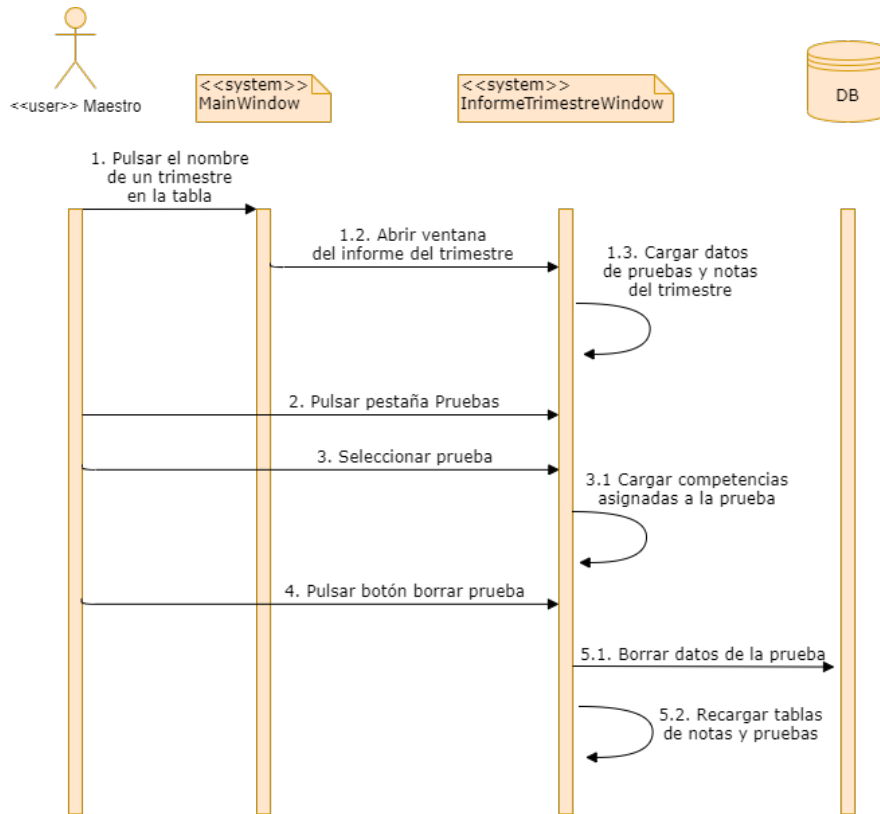 <<user>> Maestro
<<system>>
MainWindow
<<system>>
InformeTrimestreWindow
DB
1. Pulsar el nombre
de un trimestre
en la tabla
1.2. Abrir ventana
del informe del trimestre
1.3. Cargar datos
de pruebas y notas
del trimestre
2. Pulsar pestaña Pruebas
3. Seleccionar prueba
3.1 Cargar competencias
asignadas a la prueba
4. Pulsar botón borrar prueba
5.1. Borrar datos de la prueba
5.2. Recargar tablas
de notas y pruebas